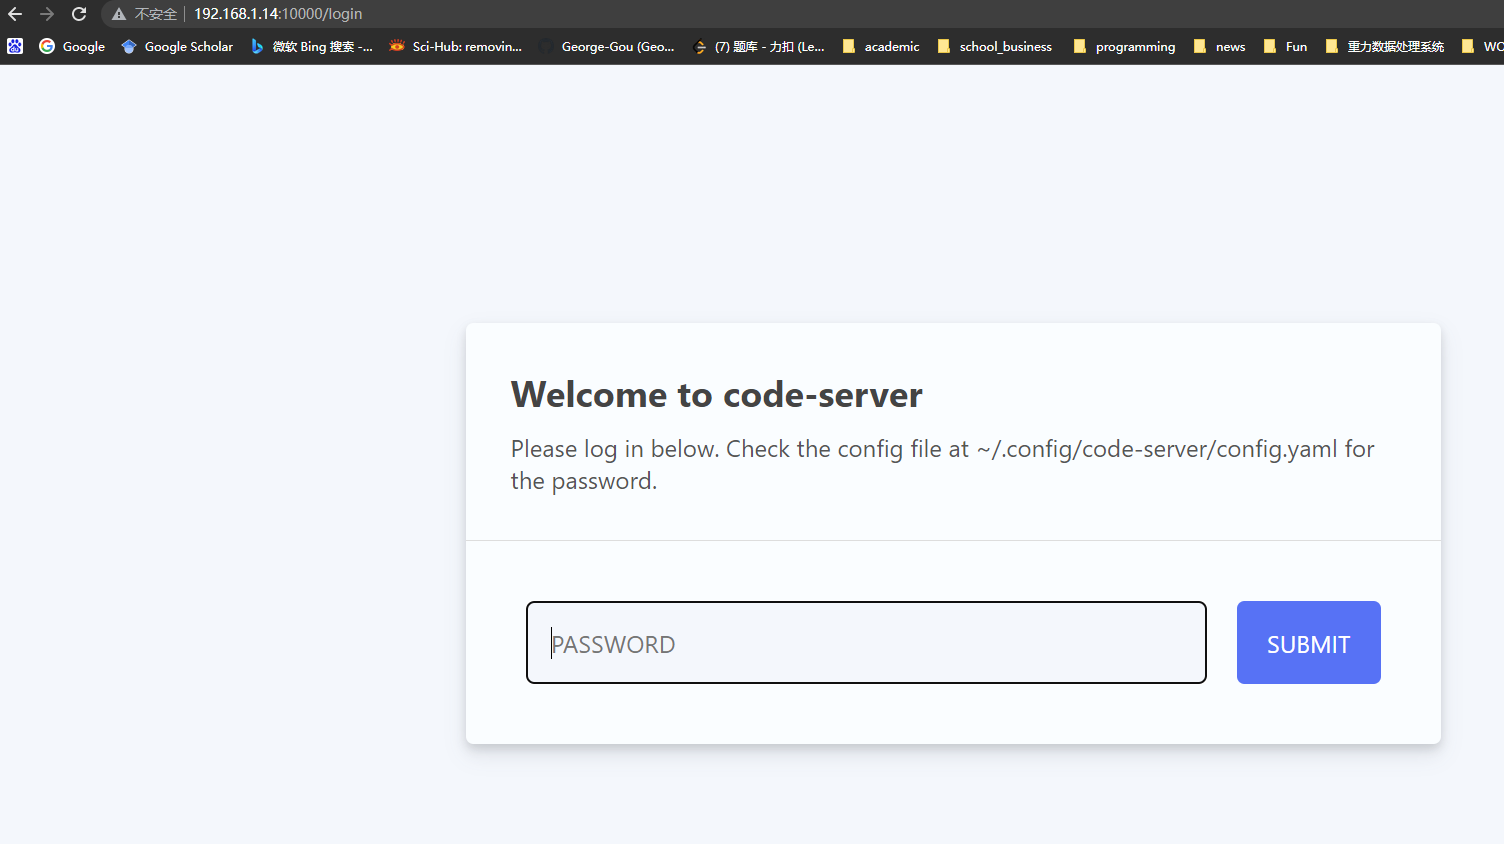 不安全 192.168.1.14:10000/login
Google Google Scholar 微软 Bing 搜索 -... Sci-Hub: removin... George-Gou (Geo... (7) 题库 - 力扣 (Le... academic school_business programming news Fun 重力数据处理系统 WO
Welcome to code-server
Please log in below. Check the config file at ~/.config/code-server/config.yaml for
the password.
PASSWORD SUBMIT